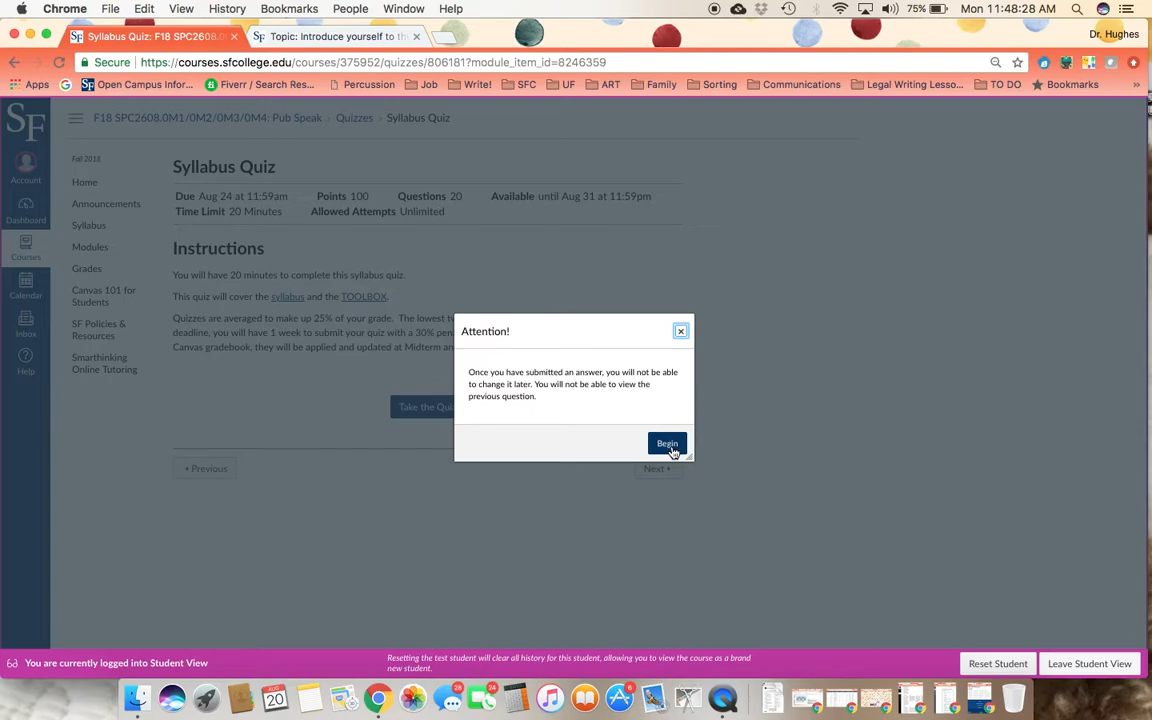 Chrome File Edit View History Bookmarks People Window Help 75% Mon 11:48:28 AM
Syllabus Quiz: F18 SPC2608.0 Topic: Introduce yourself to th Dr. Hughes
Secure https://courses.sfcollege.edu/courses/375952/quizzes/806181?module_item_id=8246359
Apps Open Campus Infor... Fiverr / Search Res... Percussion Job Write! SFC UF ART Family Sorting Communications Legal Writing Lesso... TO DO Bookmarks »
SF
F18 SPC2608.0M1/0M2/0M3/0M4: Pub Speak › Quizzes › Syllabus Quiz
Account
Dashboard
Courses
Calendar
Inbox
Help
Fall 2018
Home
Announcements
Syllabus
Modules
Grades
Canvas 101 for
Students
SF Policies &
Resources
Smarthinking
Online Tutoring
Syllabus Quiz
Due Aug 24 at 11:59am Points 100 Questions 20 Available until Aug 31 at 11:59pm
Time Limit 20 Minutes Allowed Attempts Unlimited
Instructions
You will have 20 minutes to complete this syllabus quiz.
This quiz will cover the syllabus and the TOOLBOX.
Quizzes are averaged to make up 25% of your grade. The lowest
deadline, you will have 1 week to submit your quiz with a 30%
Canvas gradebook, they will be applied and updated at Midterm
Take the
Previous
Next
Attention!
Once you have submitted an answer, you will not be able
to change it later. You will not be able to view the
previous question.
Begin
You are currently logged into Student View
Resetting the test student will clear all history for this student, allowing you to view the course as a brand
new student.
Reset Student Leave Student View
AUG
20
28
24
6